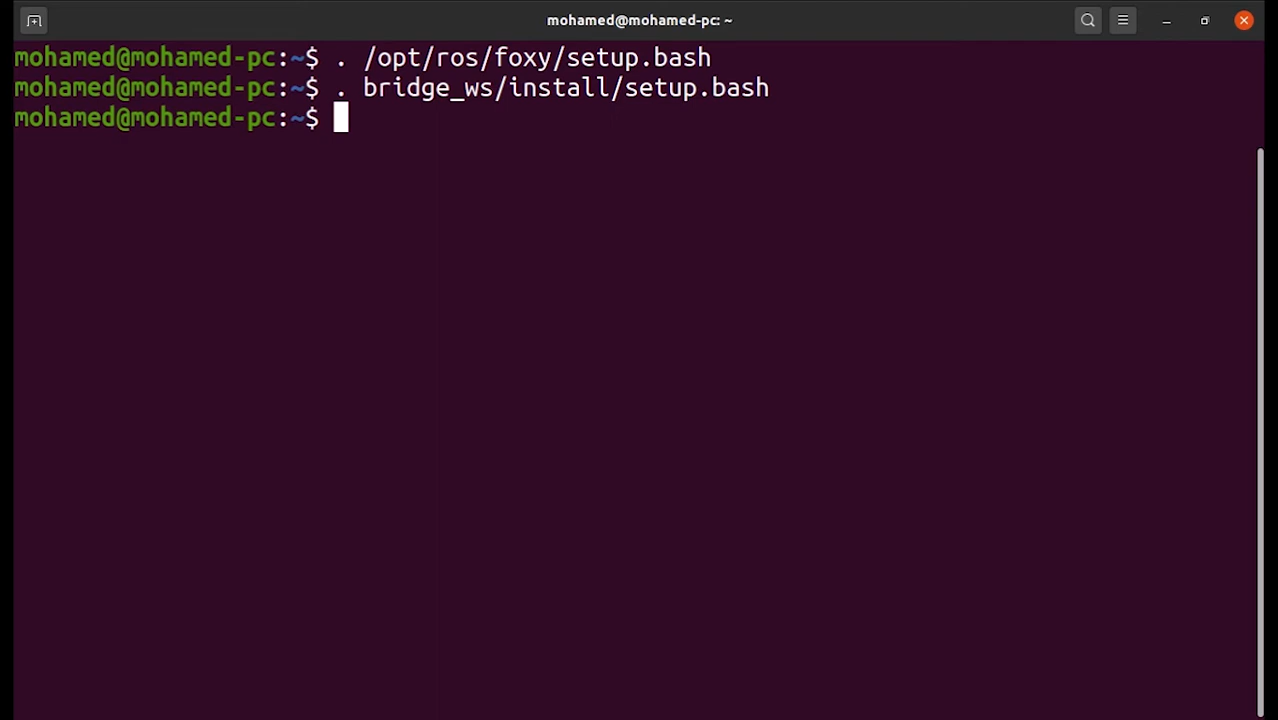 mohamed@mohamed-pc: ~
mohamed@mohamed-pc:~$ . /opt/ros/foxy/setup.bash
mohamed@mohamed-pc:~$ . bridge_ws/install/setup.bash
mohamed@mohamed-pc:~$